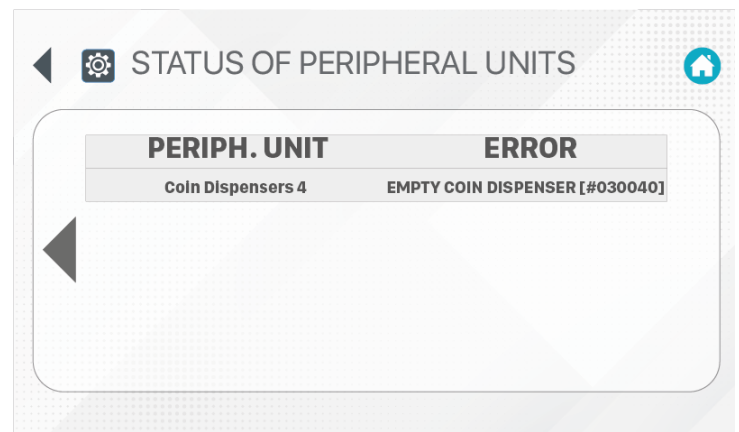 STATUS OF PERIPHERAL UNITS
PERIPH. UNIT ERROR
Coin Dispensers 4 EMPTY COIN DISPENSER [#030040]